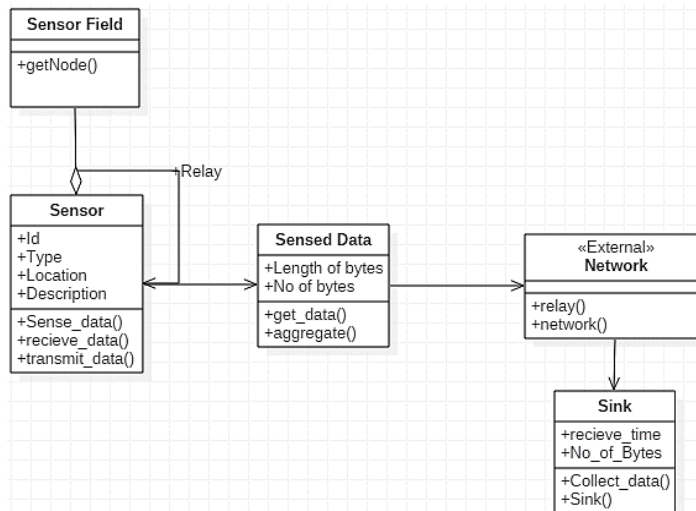 Sensor Field
+getNode()
+Relay
Sensor
+Id
+Type
+Location
+Description
+Sense_data()
+recieve_data()
+transmit_data()
Sensed Data
+Length of bytes
+No of bytes
+get_data()
+aggregate()
«External»
Network
+relay()
+network()
Sink
+recieve_time
+No_of_Bytes
+Collect_data()
+Sink()